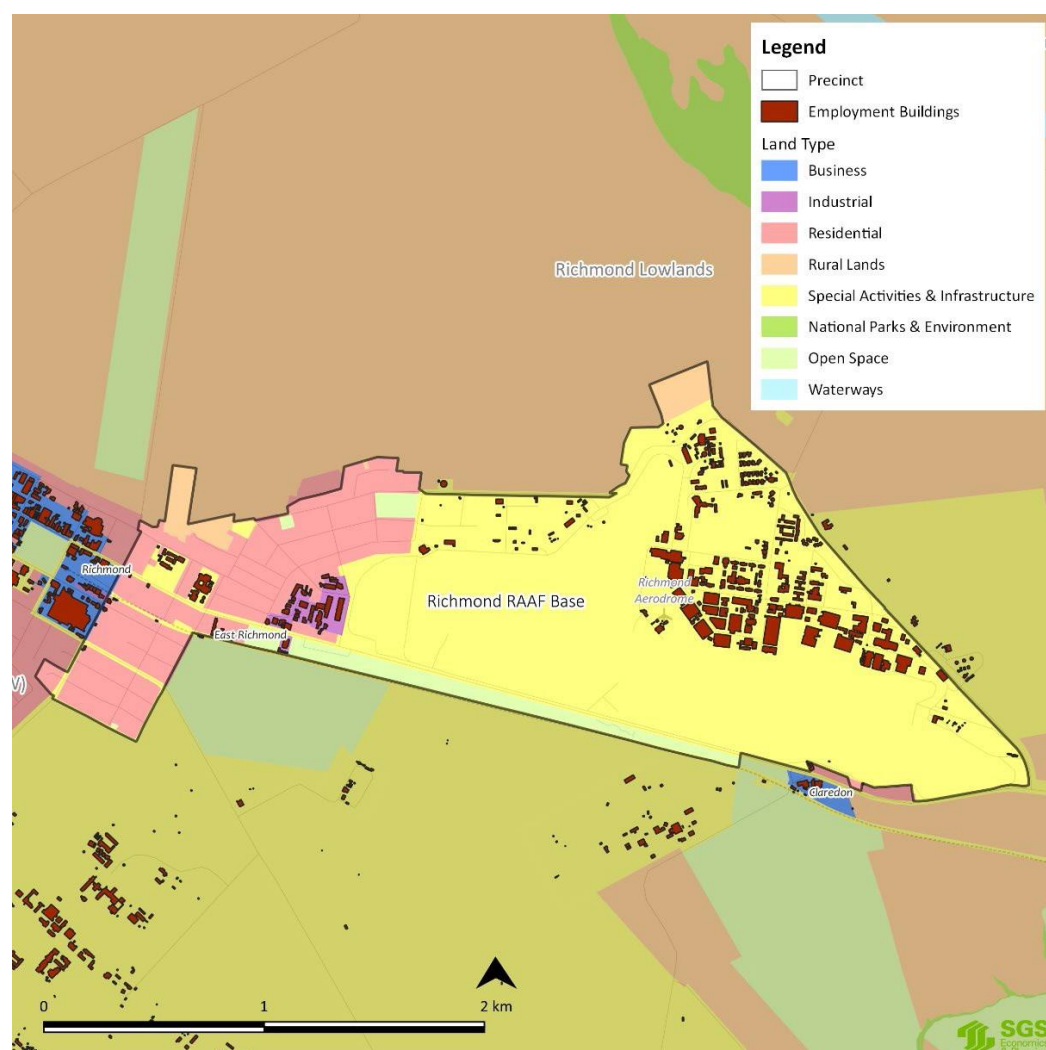 Legend
Precinct
Employment Buildings
Land Type
Business
Industrial
Residential
Rural Lands
Special Activities & Infrastructure
National Parks & Environment
Open Space
Waterways
Richmond Lowlands
Richmond
Richmond
Aerodrome
Richmond RAAF Base
East Richmond
V)
Claredon
0 1 2 km
SGS
Economics